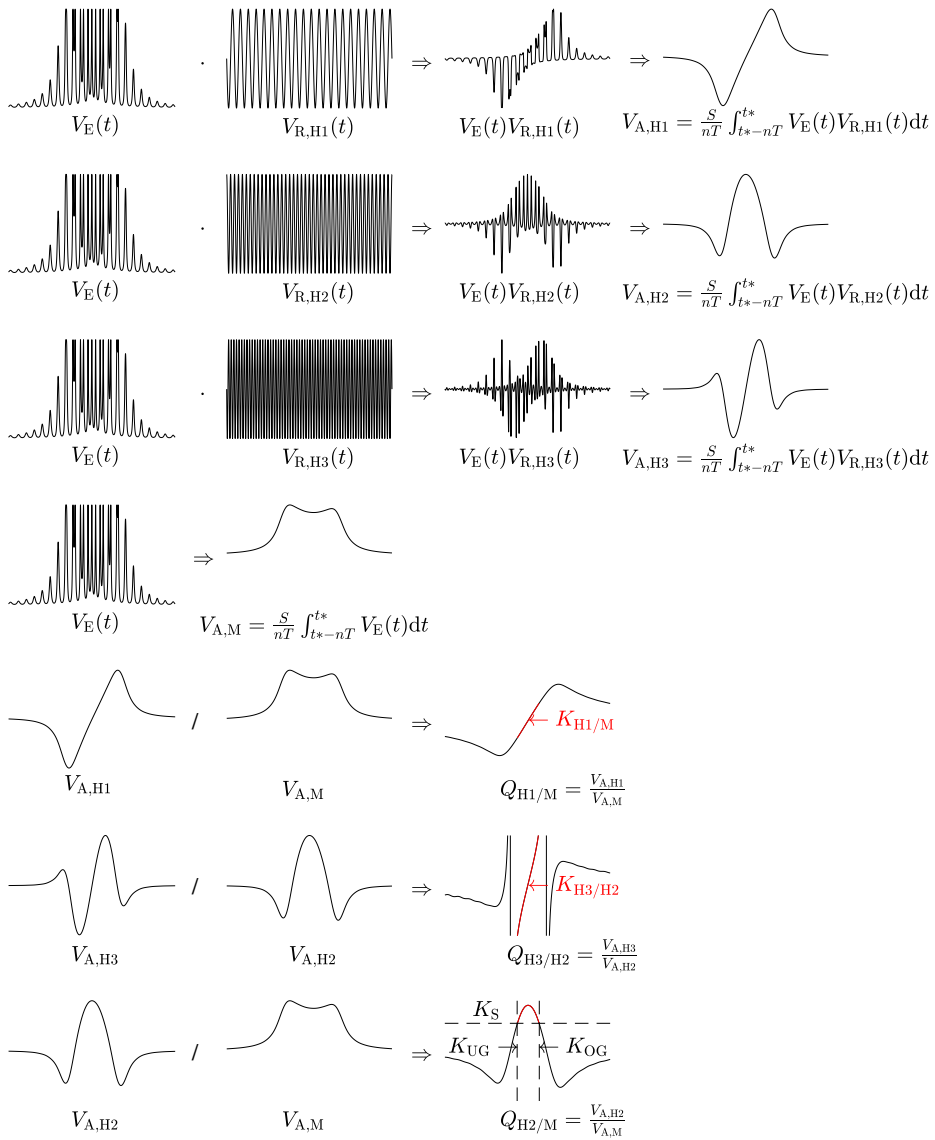 · ⇒ ⇒
V_E(t) V_R,H1(t) V_E(t)V_R,H1(t) V_A,H1 = S/nT ∫_{t*−nT}^{t*} V_E(t)V_R,H1(t)dt
· ⇒ ⇒
V_E(t) V_R,H2(t) V_E(t)V_R,H2(t) V_A,H2 = S/nT ∫_{t*−nT}^{t*} V_E(t)V_R,H2(t)dt
· ⇒ ⇒
V_E(t) V_R,H3(t) V_E(t)V_R,H3(t) V_A,H3 = S/nT ∫_{t*−nT}^{t*} V_E(t)V_R,H3(t)dt
⇒
V_E(t) V_A,M = S/nT ∫_{t*−nT}^{t*} V_E(t)dt
/ ⇒ K_H1/M
V_A,H1 V_A,M Q_H1/M = V_A,H1/V_A,M
/ ⇒ K_H3/H2
V_A,H3 V_A,H2 Q_H3/H2 = V_A,H3/V_A,H2
K_S
/ ⇒ K_UG K_OG
V_A,H2 V_A,M Q_H2/M = V_A,H2/V_A,M